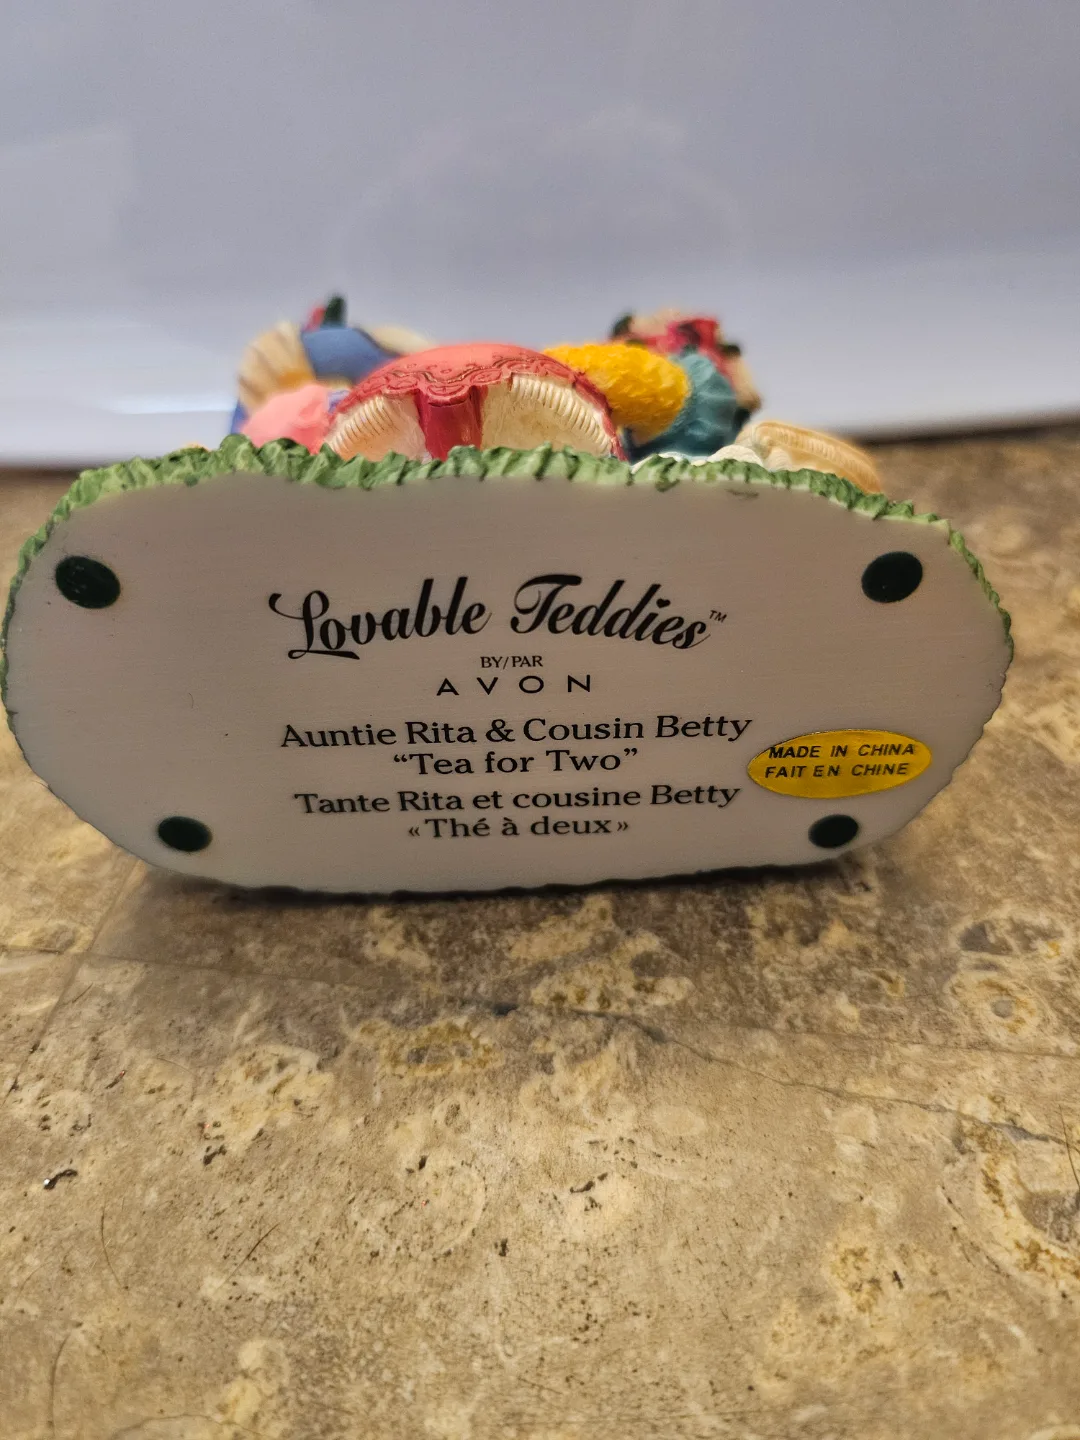 Lovable Teddies™
BY/PAR
AVON
Auntie Rita & Cousin Betty
“Tea for Two”
Tante Rita et cousine Betty
«Thé à deux»
MADE IN CHINA
FAIT EN CHINE